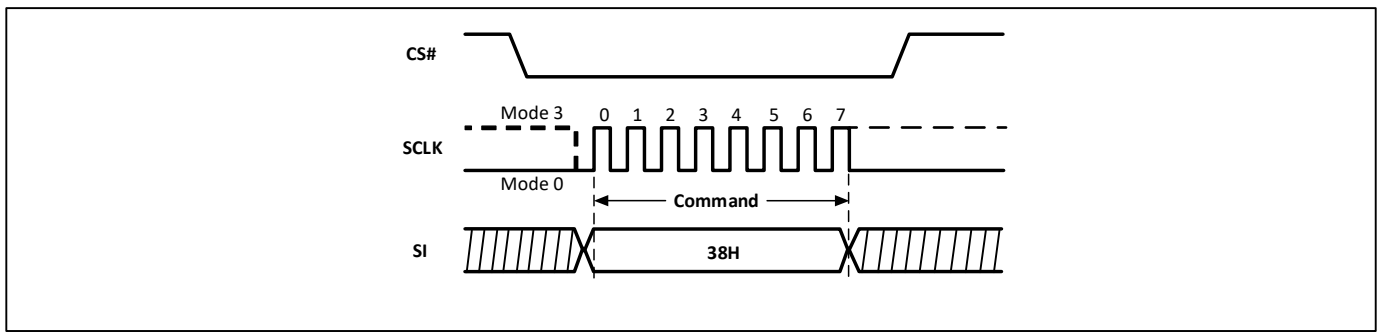 CS#
Mode 3 0 1 2 3 4 5 6 7
SCLK
Mode 0
Command
SI 38H